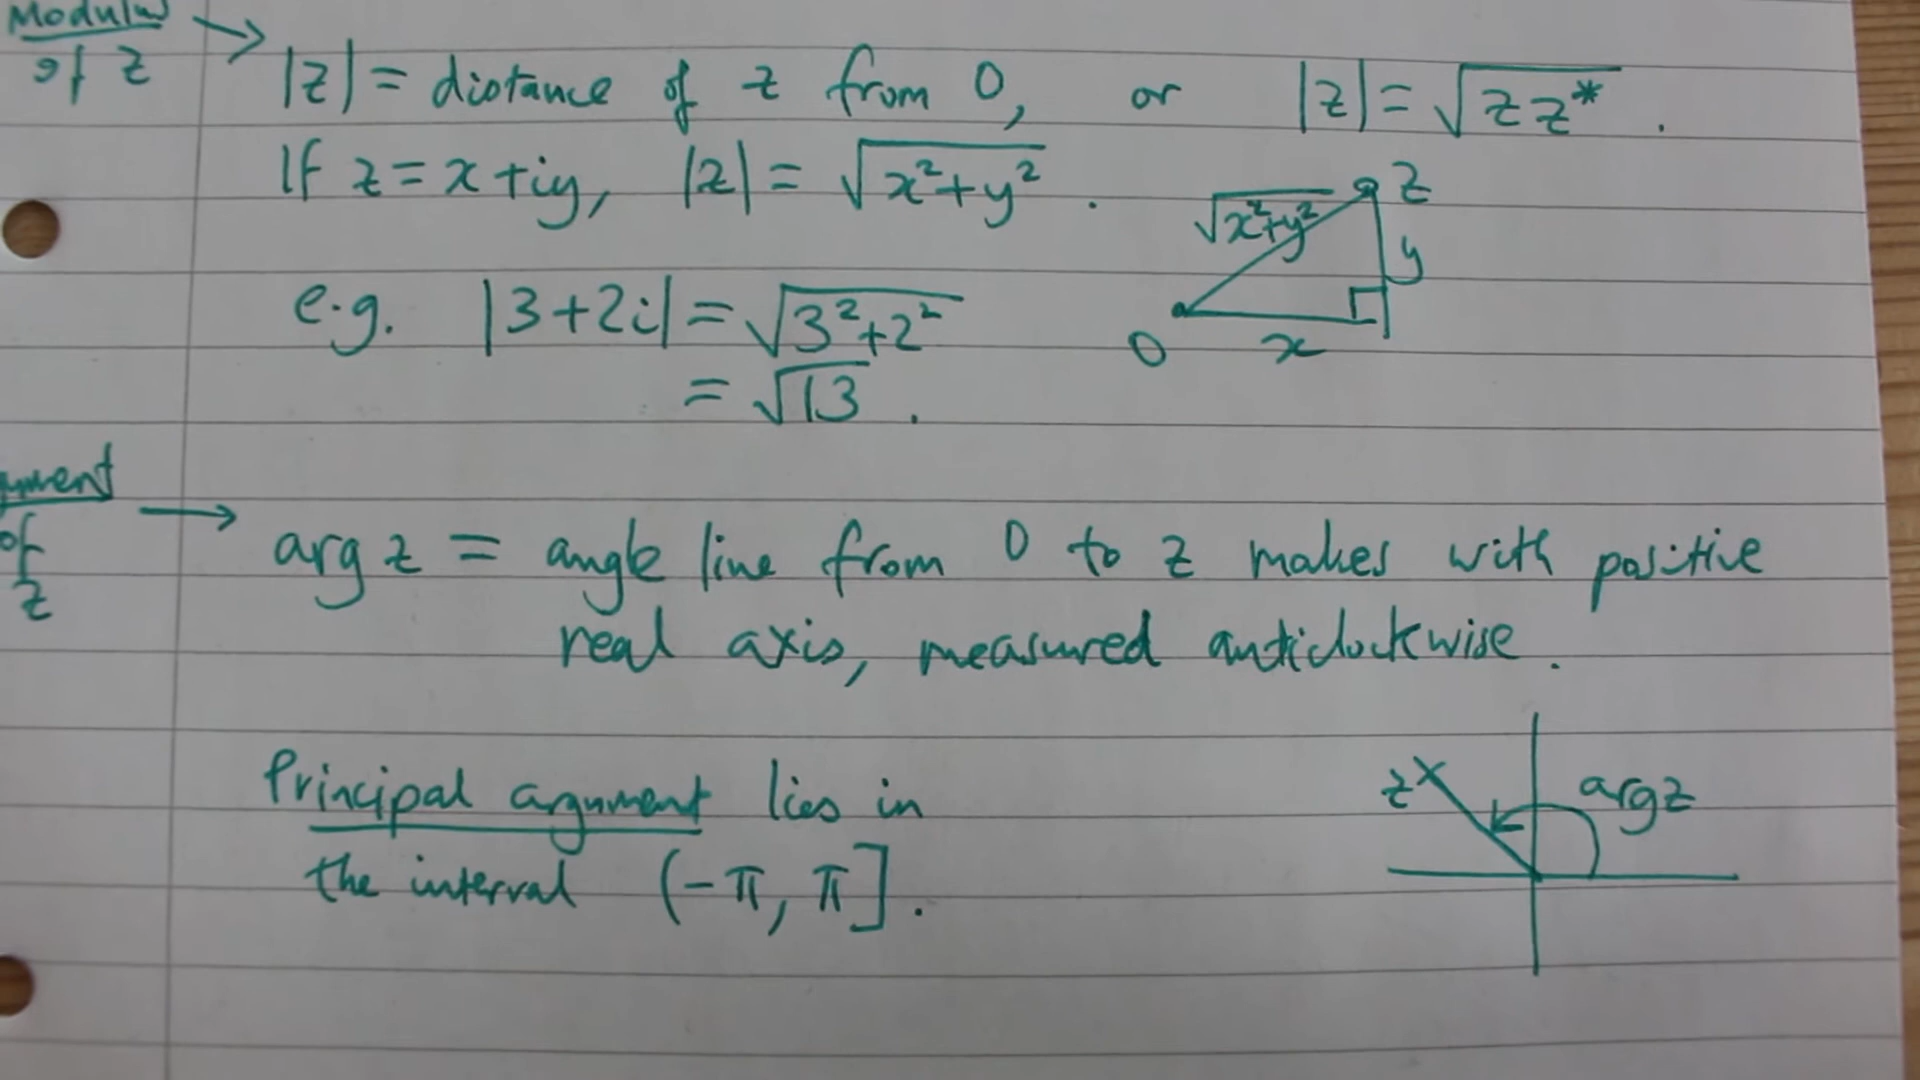 Modulus
of z
|z| = distance of z from 0, or |z| = √zz* .
If z = x + iy, |z| = √x²+y² .
√x²+y² z
y
0 x
e.g. |3+2i| = √3²+2²
= √13 .
of
z
arg z = angle line from 0 to z makes with positive
real axis, measured anticlockwise .
Principal argument lies in
the interval (-π, π] .
z arg z